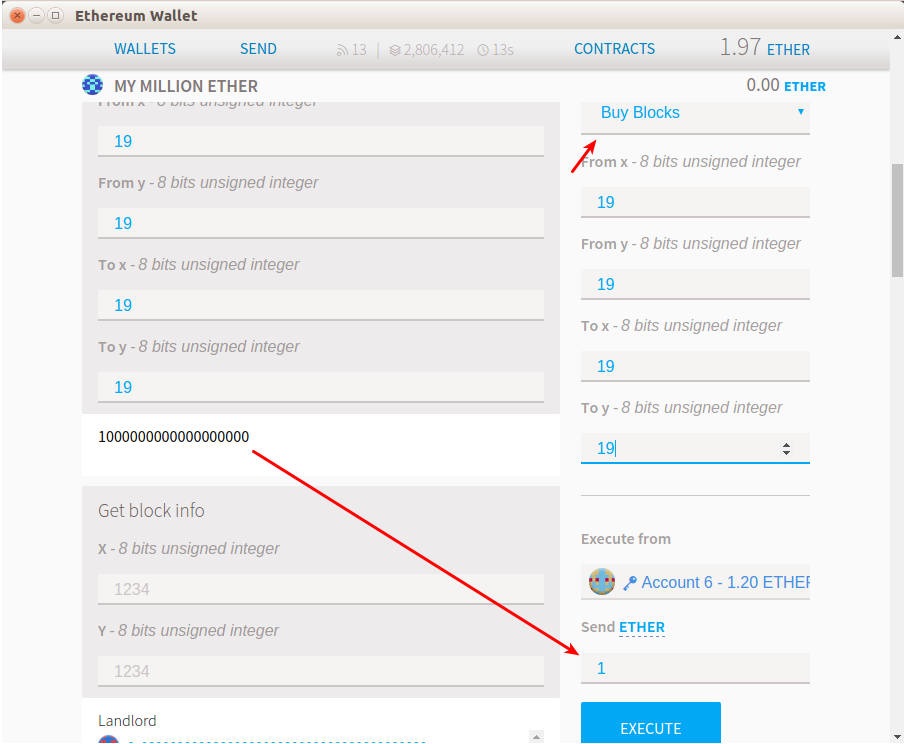 Ethereum Wallet
WALLETS SEND 13 | 2,806,412 13s CONTRACTS 1.97 ETHER
MY MILLION ETHER 0.00 ETHER
From x - 8 bits unsigned integer
19
From y - 8 bits unsigned integer
19
To x - 8 bits unsigned integer
19
To y - 8 bits unsigned integer
19
1000000000000000000
Get block info
X - 8 bits unsigned integer
1234
Y - 8 bits unsigned integer
1234
Landlord
Buy Blocks
From x - 8 bits unsigned integer
19
From y - 8 bits unsigned integer
19
To x - 8 bits unsigned integer
19
To y - 8 bits unsigned integer
19
Execute from
Account 6 - 1.20 ETHER
Send ETHER
1
EXECUTE